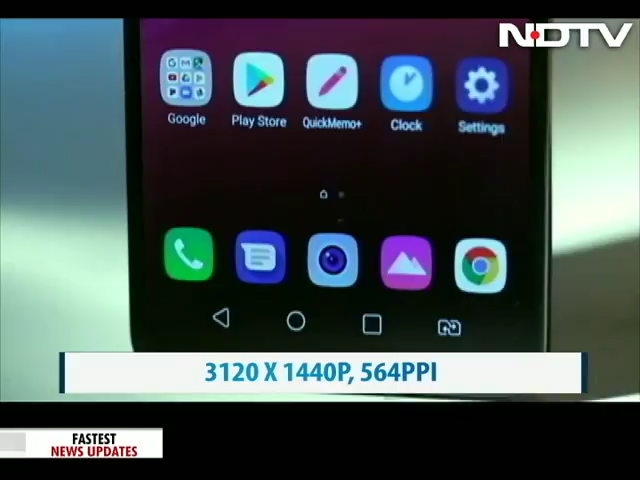 NDTV
Google
Play Store
QuickMemo+
Clock
Settings
3120 X 1440P, 564PPI
FASTEST
NEWS UPDATES